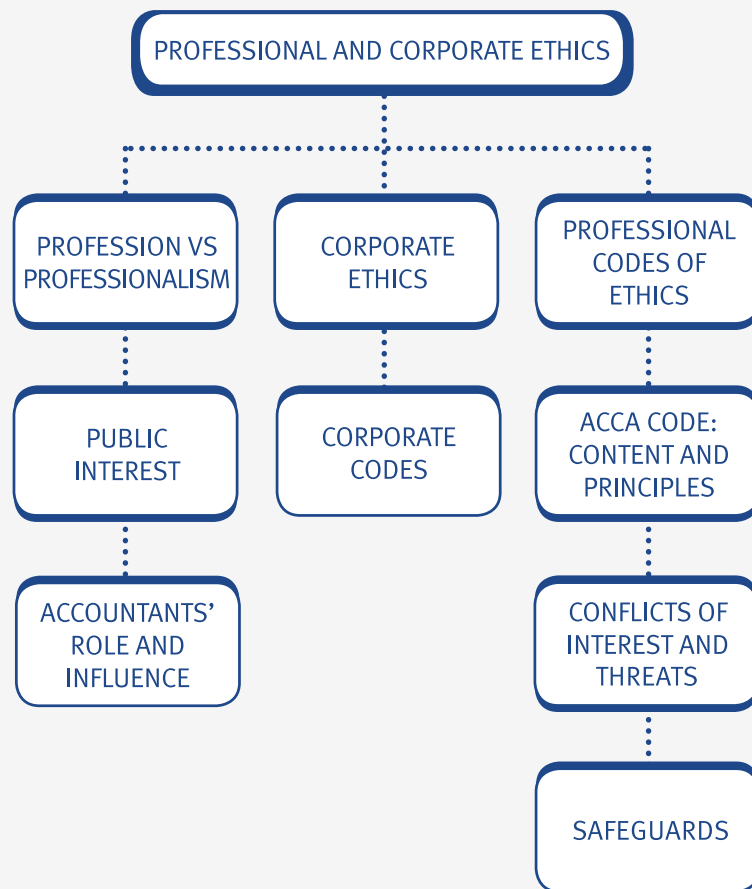 PROFESSIONAL AND CORPORATE ETHICS
PROFESSION VS
PROFESSIONALISM
CORPORATE
ETHICS
PROFESSIONAL
CODES OF
ETHICS
PUBLIC
INTEREST
CORPORATE
CODES
ACCA CODE:
CONTENT AND
PRINCIPLES
ACCOUNTANTS’
ROLE AND
INFLUENCE
CONFLICTS OF
INTEREST AND
THREATS
SAFEGUARDS